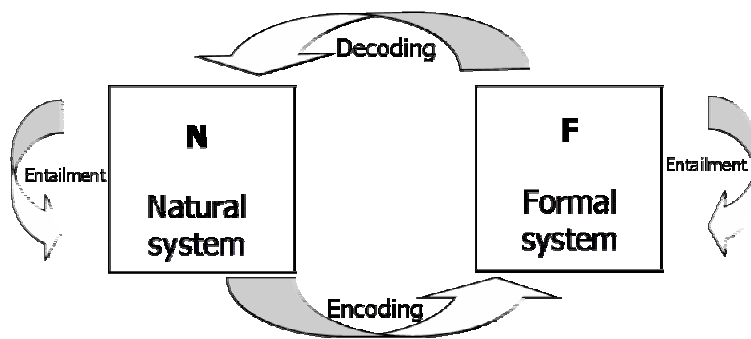 Decoding
N
Natural
system
Entailment
F
Formal
system
Entailment
Encoding